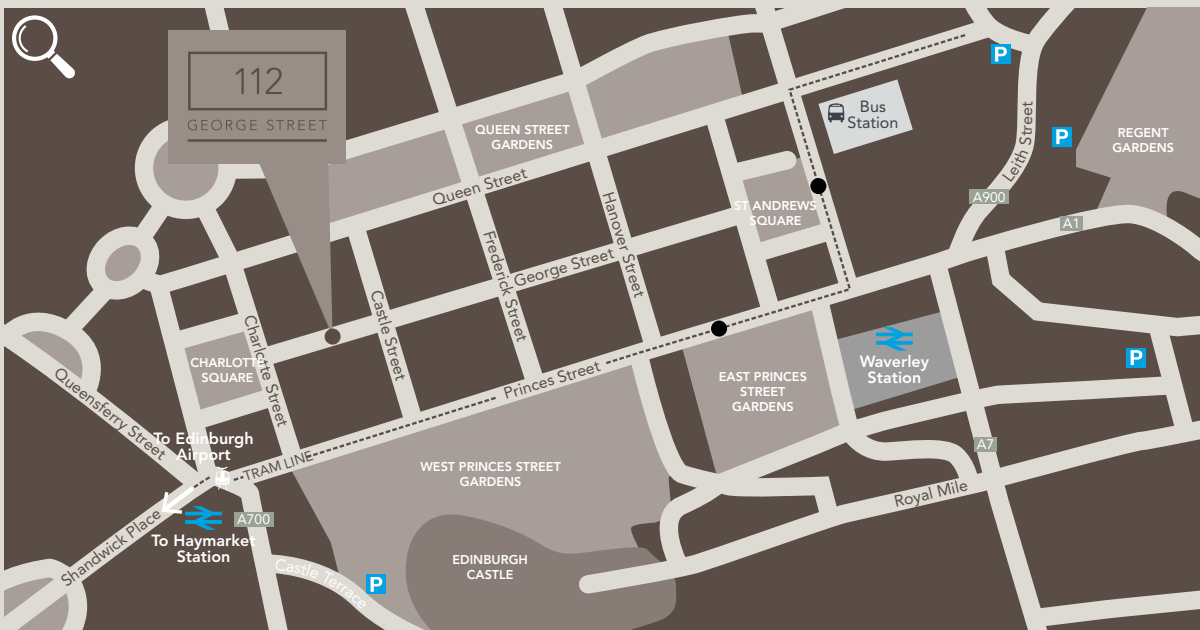 112
GEORGE STREET
P
Bus
Station
QUEEN STREET
GARDENS
P
REGENT
GARDENS
Leith Street
Queen Street
A900
ST ANDREWS
SQUARE
A1
Hanover Street
Frederick Street
George Street
Castle Street
Charlotte Street
CHARLOTTE
SQUARE
Queensferry Street
Princes Street
Waverley
Station
P
EAST PRINCES
STREET
GARDENS
To Edinburgh
Airport
TRAM LINE
WEST PRINCES STREET
GARDENS
A7
Royal Mile
A700
Shandwick Place
To Haymarket
Station
Castle Terrace
P
EDINBURGH
CASTLE